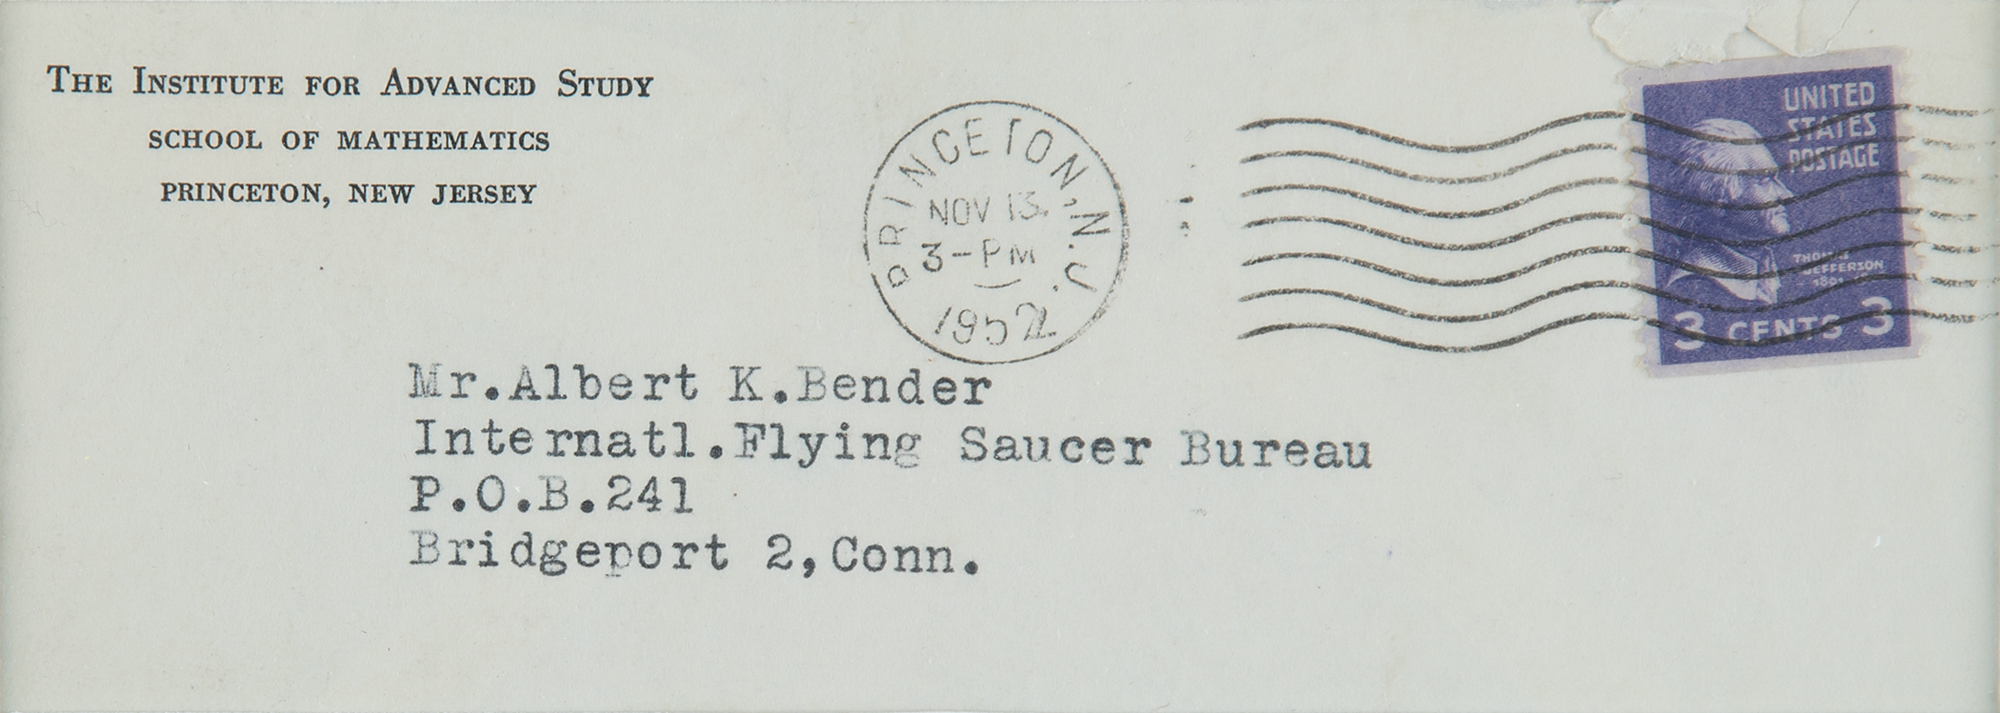 The Institute for Advanced Study
SCHOOL OF MATHEMATICS
PRINCETON, NEW JERSEY
PRINCETON, N.J.
NOV 13.
3-PM
1952
UNITED
STATES
POSTAGE
THOMAS
JEFFERSON
3 CENTS 3
Mr.Albert K.Bender
Internatl.Flying Saucer Bureau
P.O.B.241
Bridgeport 2,Conn.